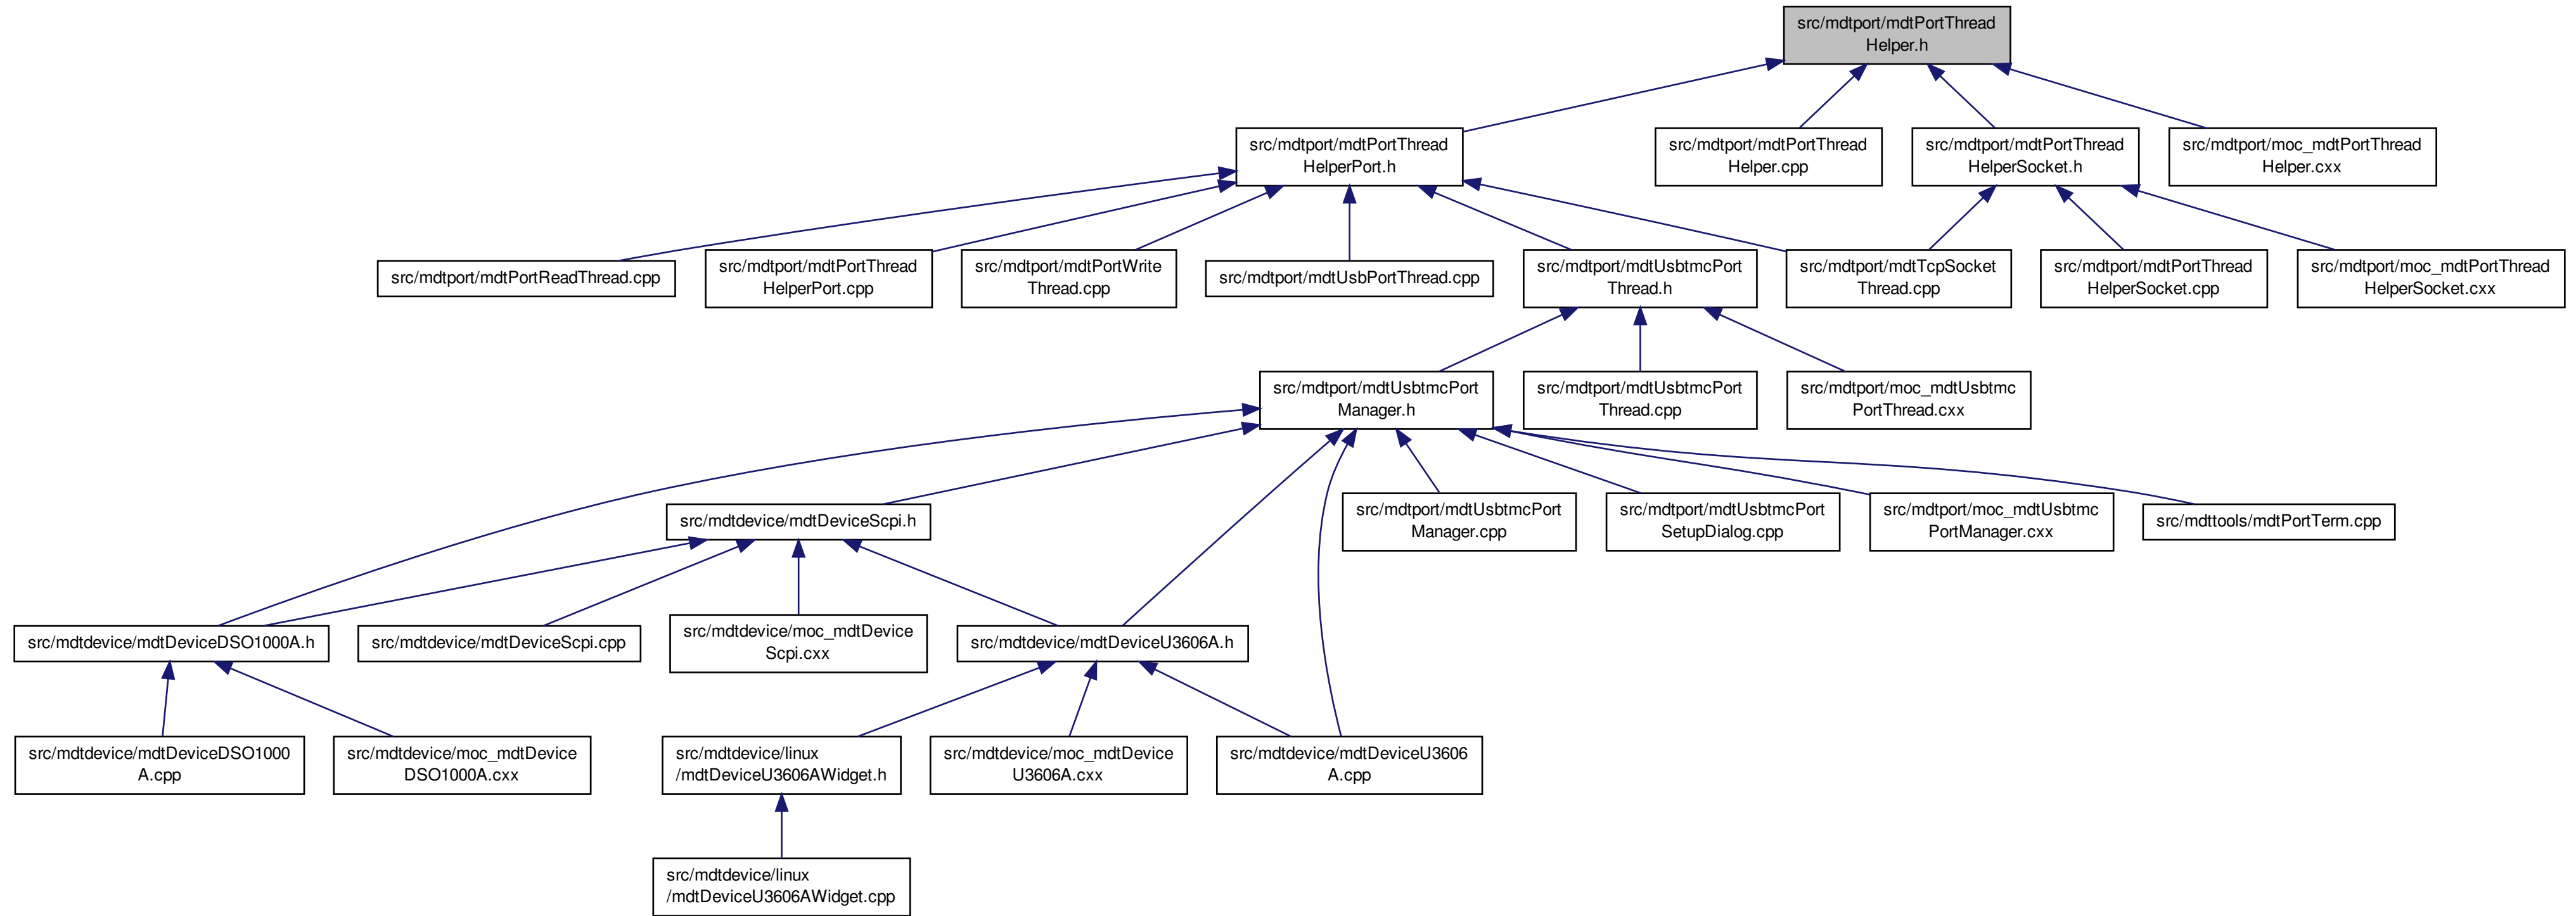 src/mdtport/mdtPortThread
Helper.h
src/mdtport/mdtPortThread
HelperPort.h
src/mdtport/mdtPortThread
Helper.cpp
src/mdtport/mdtPortThread
HelperSocket.h
src/mdtport/moc_mdtPortThread
Helper.cxx
src/mdtport/mdtPortReadThread.cpp
src/mdtport/mdtPortThread
HelperPort.cpp
src/mdtport/mdtPortWrite
Thread.cpp
src/mdtport/mdtUsbPortThread.cpp
src/mdtport/mdtUsbtmcPort
Thread.h
src/mdtport/mdtTcpSocket
Thread.cpp
src/mdtport/mdtPortThread
HelperSocket.cpp
src/mdtport/moc_mdtPortThread
HelperSocket.cxx
src/mdtport/mdtUsbtmcPort
Manager.h
src/mdtport/mdtUsbtmcPort
Thread.cpp
src/mdtport/moc_mdtUsbtmc
PortThread.cxx
src/mdtdevice/mdtDeviceScpi.h
src/mdtport/mdtUsbtmcPort
Manager.cpp
src/mdtport/mdtUsbtmcPort
SetupDialog.cpp
src/mdtport/moc_mdtUsbtmc
PortManager.cxx
src/mdttools/mdtPortTerm.cpp
src/mdtdevice/mdtDeviceDSO1000A.h
src/mdtdevice/mdtDeviceScpi.cpp
src/mdtdevice/moc_mdtDevice
Scpi.cxx
src/mdtdevice/mdtDeviceU3606A.h
src/mdtdevice/mdtDeviceDSO1000
A.cpp
src/mdtdevice/moc_mdtDevice
DSO1000A.cxx
src/mdtdevice/linux
/mdtDeviceU3606AWidget.h
src/mdtdevice/moc_mdtDevice
U3606A.cxx
src/mdtdevice/mdtDeviceU3606
A.cpp
src/mdtdevice/linux
/mdtDeviceU3606AWidget.cpp